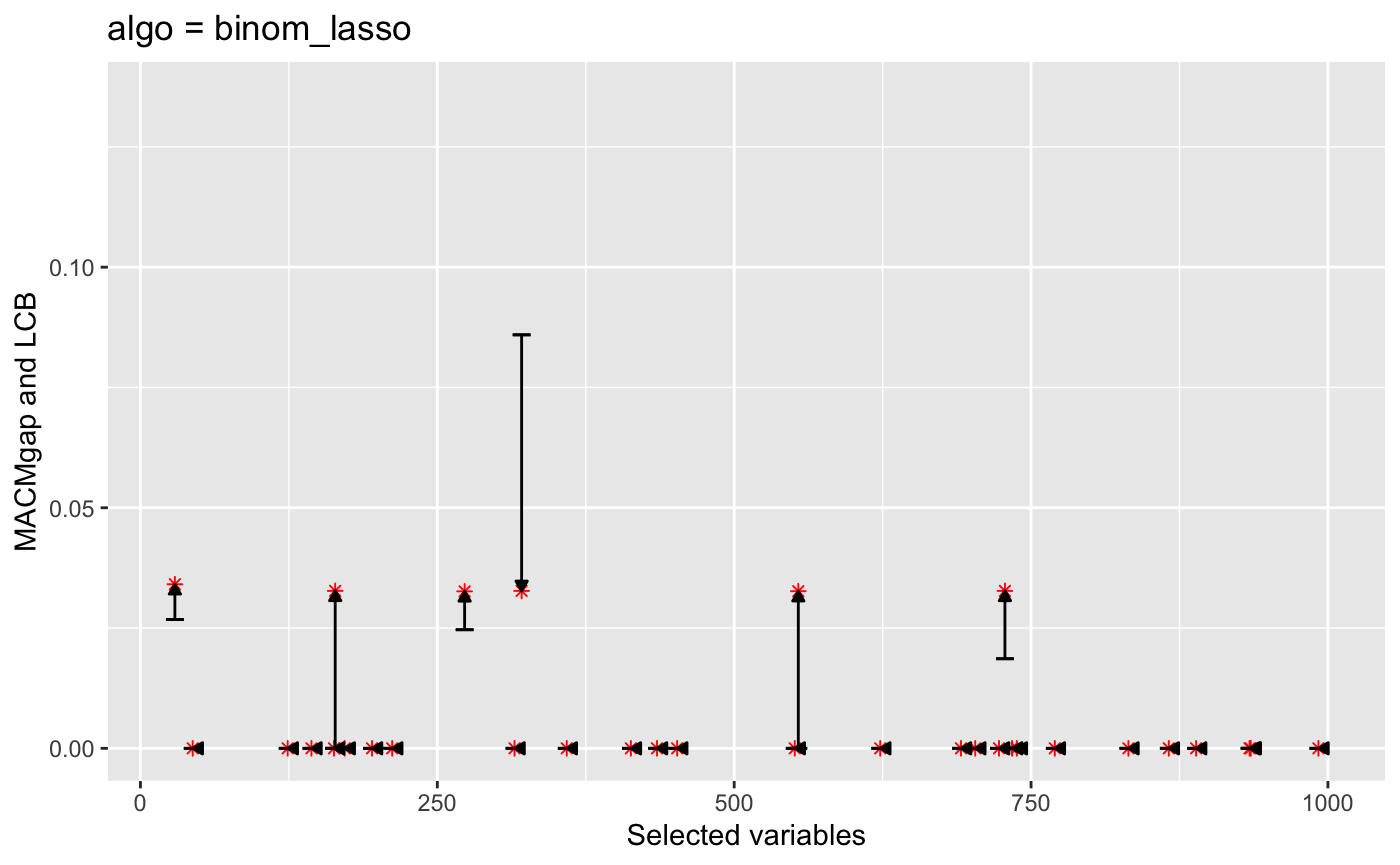 algo = binom_lasso
MACMgap and LCB
0.10
0.05
0.00
0
250
500
750
1000
Selected variables